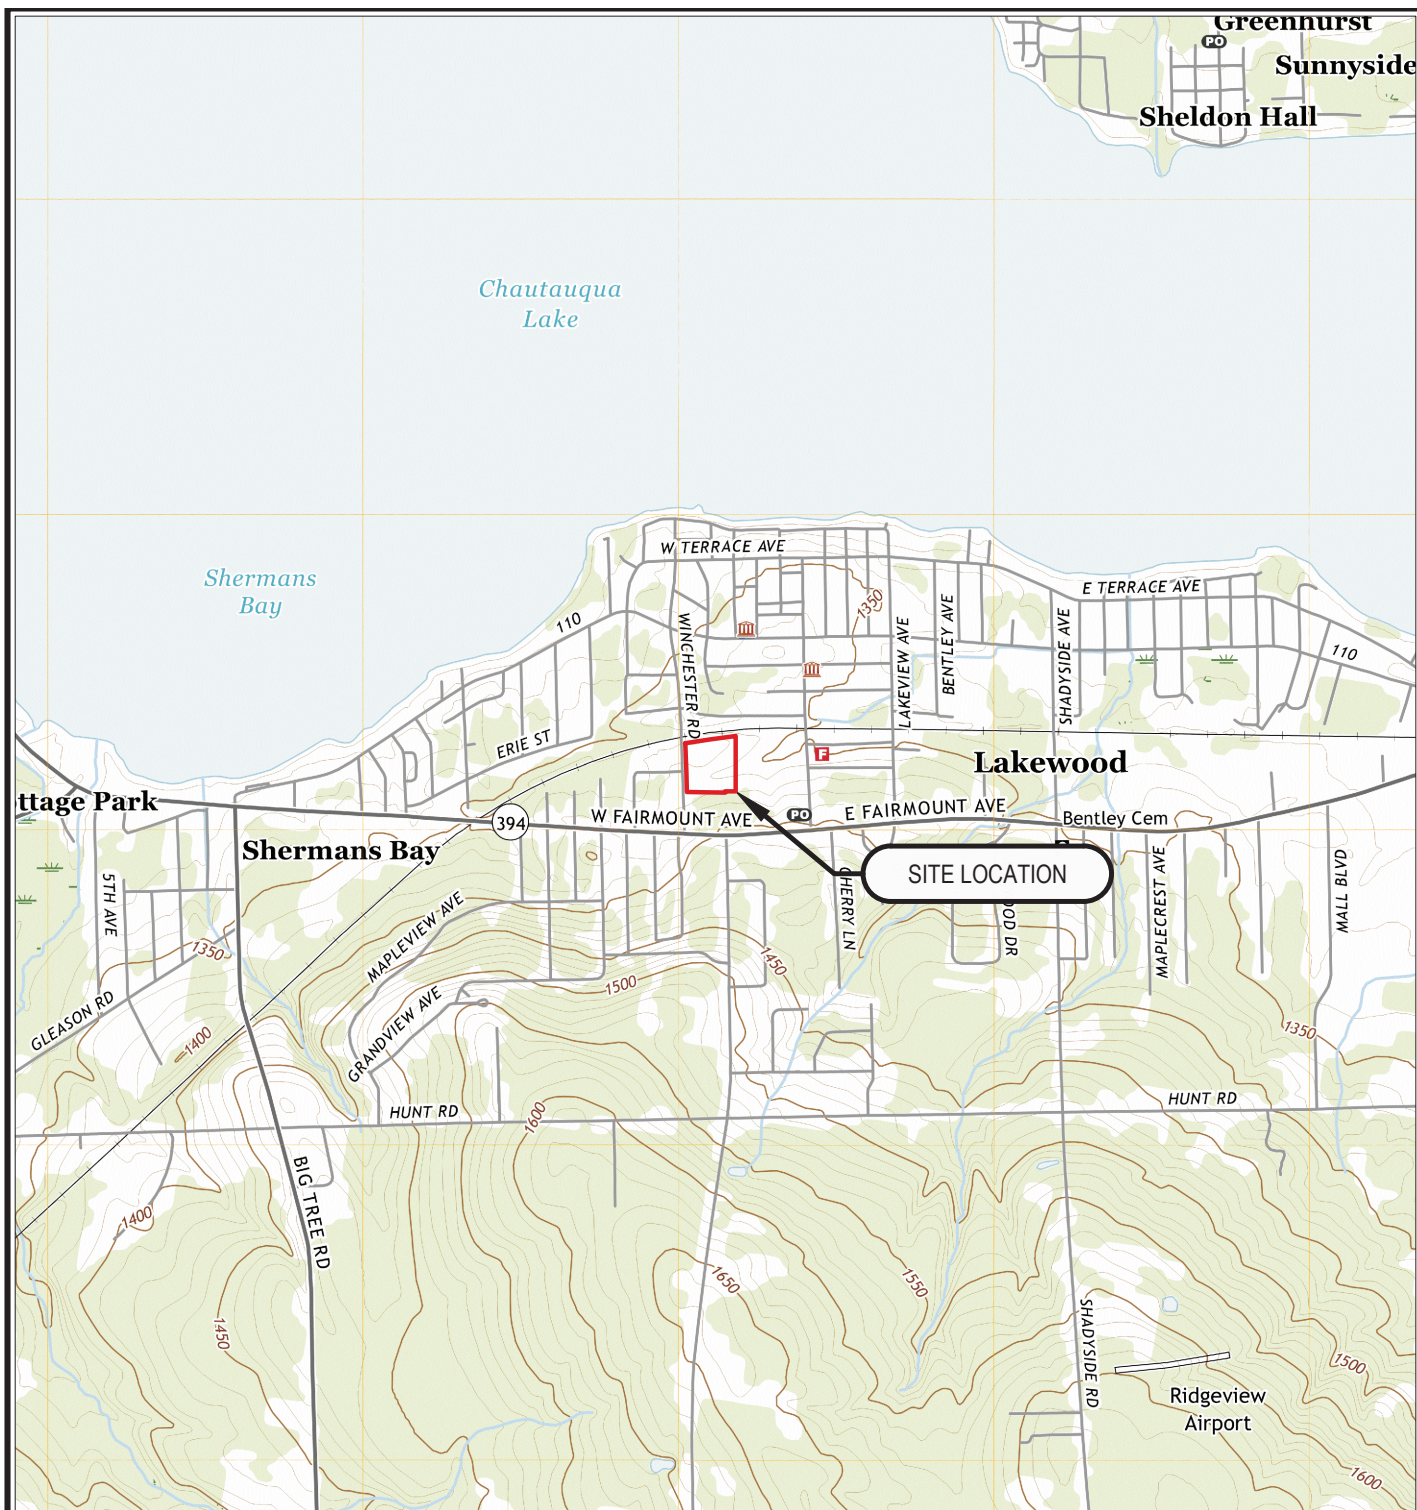 Greenhurst
PO
Sunnyside
Sheldon Hall
Chautauqua
Lake
Shermans
Bay
W TERRACE AVE
E TERRACE AVE
1350
110
WINCHESTER RD
LAKEVIEW AVE
BENTLEY AVE
SHADYSIDE AVE
110
ERIE ST
F
Lakewood
ttage Park
394
W FAIRMOUNT AVE
PO
E FAIRMOUNT AVE
Bentley Cem
Shermans Bay
SITE LOCATION
5TH AVE
MAPLEVIEW AVE
CHERRY LN
OOD DR
MAPLECREST AVE
MALL BLVD
1350
1450
1500
GLEASON RD
1400
GRANDVIEW AVE
1350
HUNT RD
1600
HUNT RD
BIG TREE RD
1400
1650
1550
1450
SHADYSIDE RD
1500
Ridgeview
Airport
1600